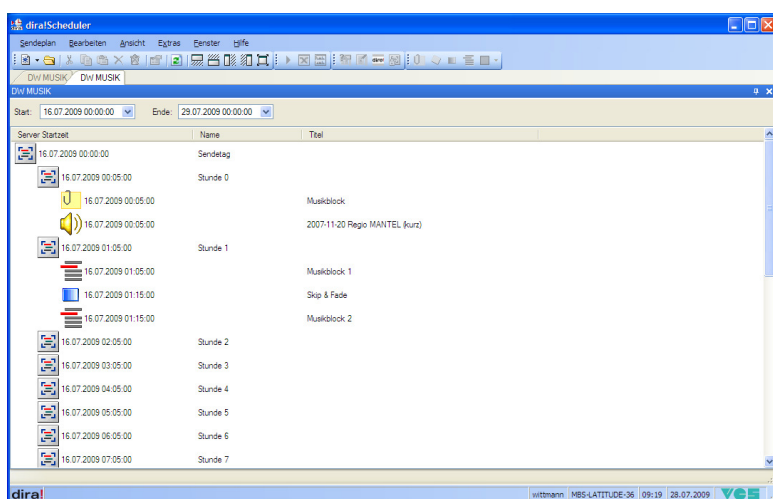 dira!Scheduler
Sendeplan Bearbeiten Ansicht Extras Fenster Hilfe
DW MUSIK DW MUSIK
DW MUSIK
Start: 16.07.2009 00:00:00 Ende: 29.07.2009 00:00:00
Server Startzeit Name Titel
16.07.2009 00:00:00 Sendetag
16.07.2009 00:05:00 Stunde 0
16.07.2009 00:05:00 Musikblock
16.07.2009 00:05:00 2007-11-20 Regio MANTEL (kurz)
16.07.2009 01:05:00 Stunde 1
16.07.2009 01:05:00 Musikblock 1
16.07.2009 01:15:00 Skip & Fade
16.07.2009 01:15:00 Musikblock 2
16.07.2009 02:05:00 Stunde 2
16.07.2009 03:05:00 Stunde 3
16.07.2009 04:05:00 Stunde 4
16.07.2009 05:05:00 Stunde 5
16.07.2009 06:05:00 Stunde 6
16.07.2009 07:05:00 Stunde 7
dira! wittmann MBS-LATITUDE-36 09:19 28.07.2009 VCS